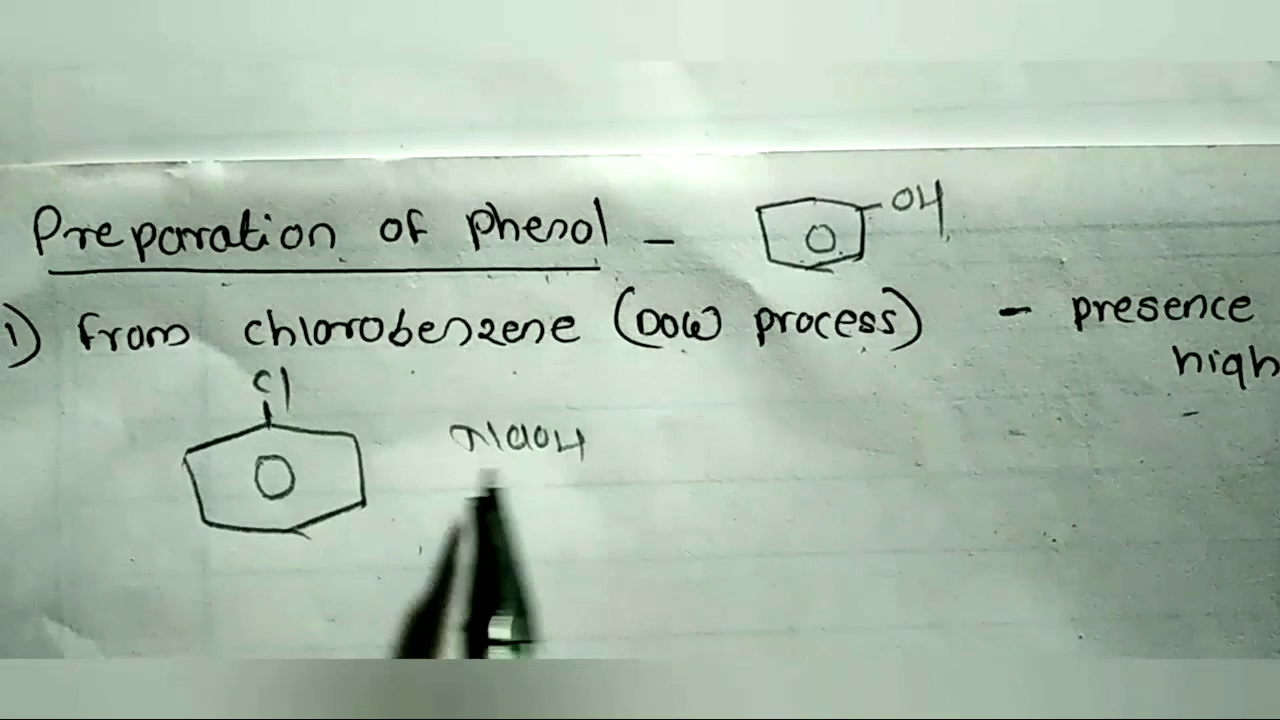 Preparation of phenol - OH
1) from chlorobenzene (DOW process) - presence
high
Cl
NaOH